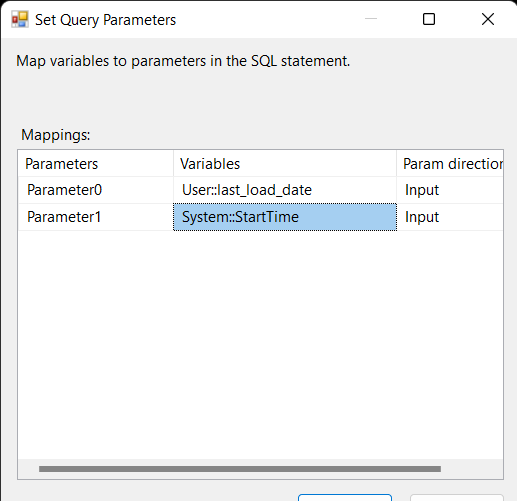 Set Query Parameters
Map variables to parameters in the SQL statement.
Mappings:
Parameters Variables Param direction
Parameter0 User::last_load_date Input
Parameter1 System::StartTime Input